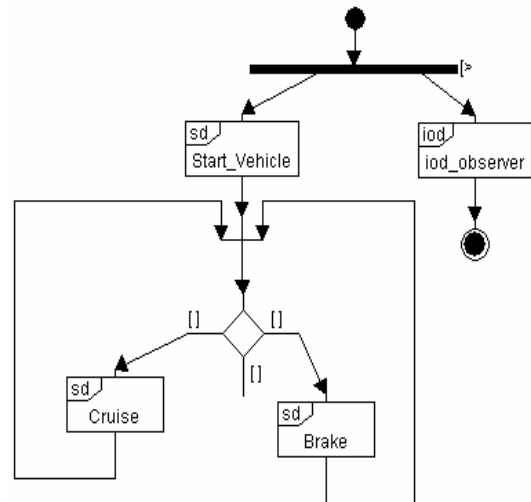 [>
sd
Start_Vehicle
iod
iod_observer
[ ]
[ ]
[ ]
sd
Cruise
sd
Brake